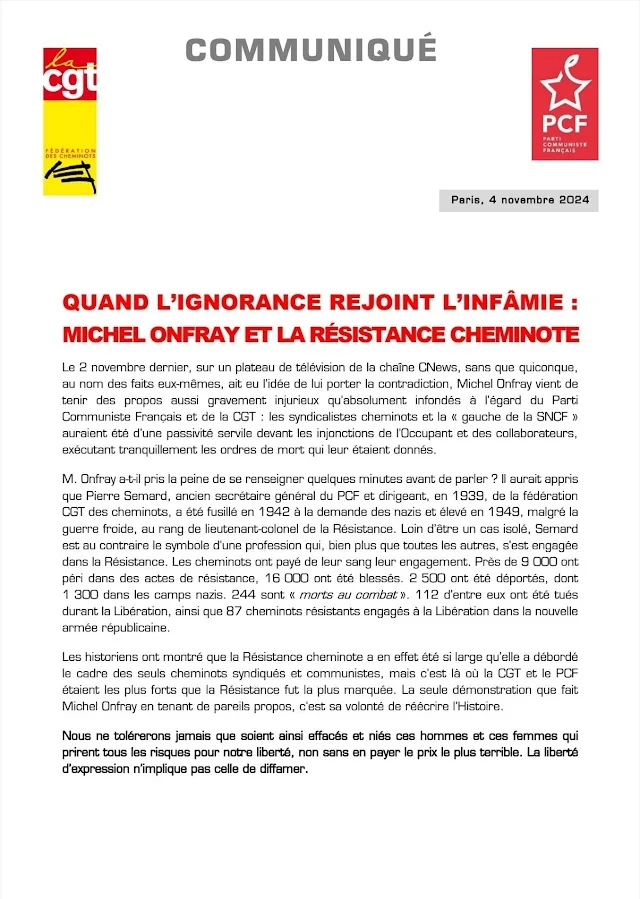 COMMUNIQUÉ
la
cgt
FÉDÉRATION
DES CHEMINOTS
PCF
PARTI
COMMUNISTE
FRANÇAIS
Paris, 4 novembre 2024
QUAND L'IGNORANCE REJOINT L'INFÂMIE :
MICHEL ONFRAY ET LA RÉSISTANCE CHEMINOTE
Le 2 novembre dernier, sur un plateau de télévision de la chaîne CNews, sans que quiconque,
au nom des faits eux-mêmes, ait eu l'idée de lui porter la contradiction, Michel Onfray vient de
tenir des propos aussi gravement injurieux qu'absolument infondés à l'égard du Parti
Communiste Français et de la CGT : les syndicalistes cheminots et la « gauche de la SNCF »
auraient été d'une passivité servile devant les injonctions de l'Occupant et des collaborateurs,
exécutant tranquillement les ordres de mort qui leur étaient donnés.
M. Onfray a-t-il pris la peine de se renseigner quelques minutes avant de parler ? Il aurait appris
que Pierre Semard, ancien secrétaire général du PCF et dirigeant, en 1939, de la fédération
CGT des cheminots, a été fusillé en 1942 à la demande des nazis et élevé en 1949, malgré la
guerre froide, au rang de lieutenant-colonel de la Résistance. Loin d'être un cas isolé, Semard
est au contraire le symbole d'une profession qui, bien plus que toutes les autres, s'est engagée
dans la Résistance. Les cheminots ont payé de leur sang leur engagement. Près de 9 000 ont
péri dans des actes de résistance, 16 000 ont été blessés. 2 500 ont été déportés, dont
1 300 dans les camps nazis. 244 sont « morts au combat ». 112 d'entre eux ont été tués
durant la Libération, ainsi que 87 cheminots résistants engagés à la Libération dans la nouvelle
armée républicaine.
Les historiens ont montré que la Résistance cheminote a en effet été si large qu'elle a débordé
le cadre des seuls cheminots syndiqués et communistes, mais c'est là où la CGT et le PCF
étaient les plus forts que la Résistance fut la plus marquée. La seule démonstration que fait
Michel Onfray en tenant de pareils propos, c'est sa volonté de réécrire l'Histoire.
Nous ne tolérerons jamais que soient ainsi effacés et niés ces hommes et ces femmes qui
prirent tous les risques pour notre liberté, non sans en payer le prix le plus terrible. La liberté
d'expression n'implique pas celle de diffamer.